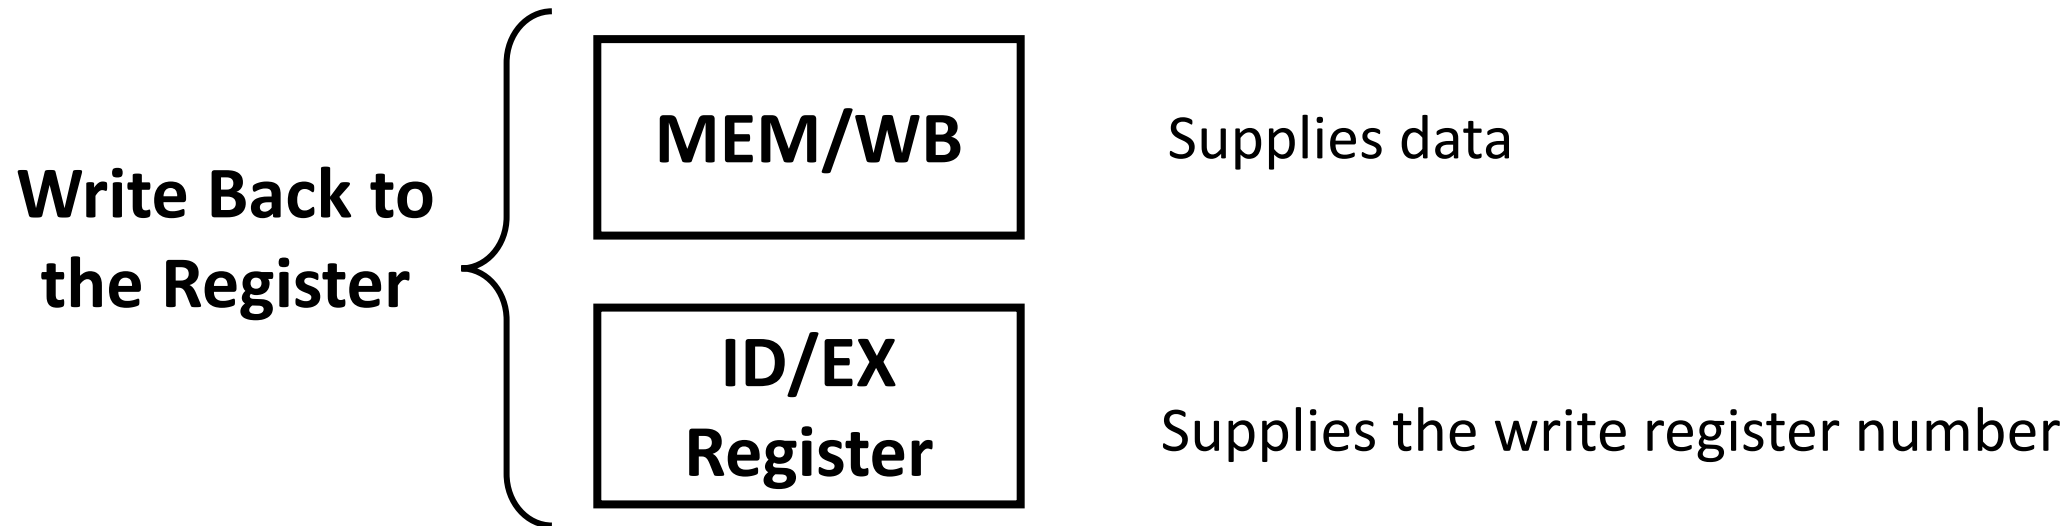 Write Back to
the Register
MEM/WB
Supplies data
ID/EX
Register
Supplies the write register number